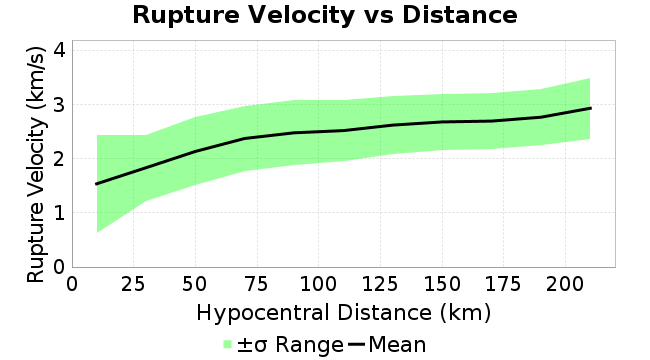 Rupture Velocity vs Distance
Rupture Velocity (km/s)
4
3
2
1
0
0 25 50 75 100 125 150 175 200
Hypocentral Distance (km)
±σ Range Mean